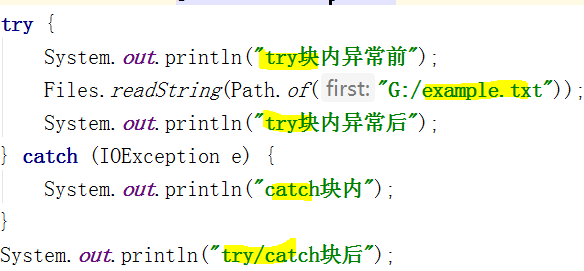 try {
System.out.println("try块内异常前");
Files.readString(Path.of( first: "G:/example.txt"));
System.out.println("try块内异常后");
} catch (IOException e) {
System.out.println("catch块内");
}
System.out.println("try/catch块后");